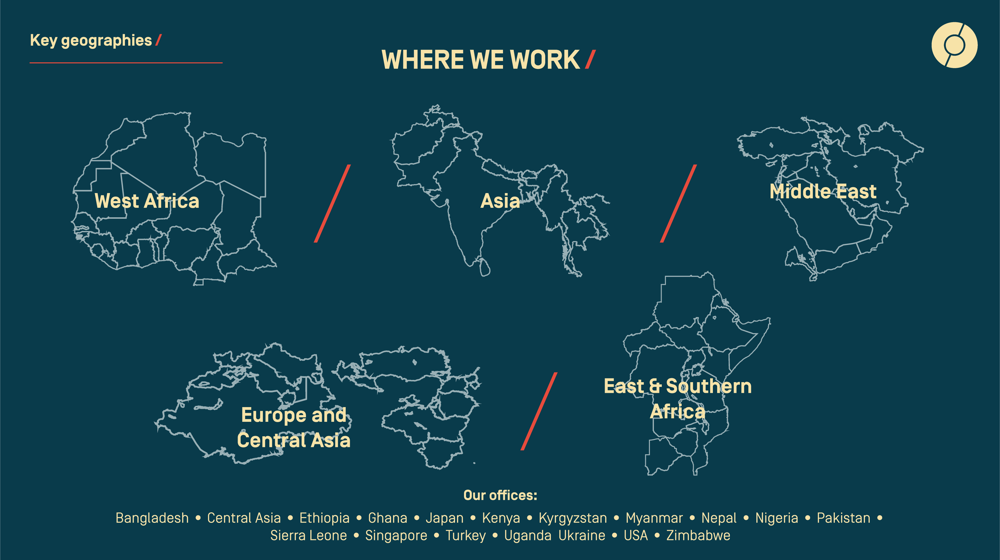 Key geographies /
WHERE WE WORK /
West Africa
Asia
Middle East
Europe and
Central Asia
East & Southern
Africa
Our offices:
Bangladesh • Central Asia • Ethiopia • Ghana • Japan • Kenya • Kyrgyzstan • Myanmar • Nepal • Nigeria • Pakistan •
Sierra Leone • Singapore • Turkey • Uganda Ukraine • USA • Zimbabwe